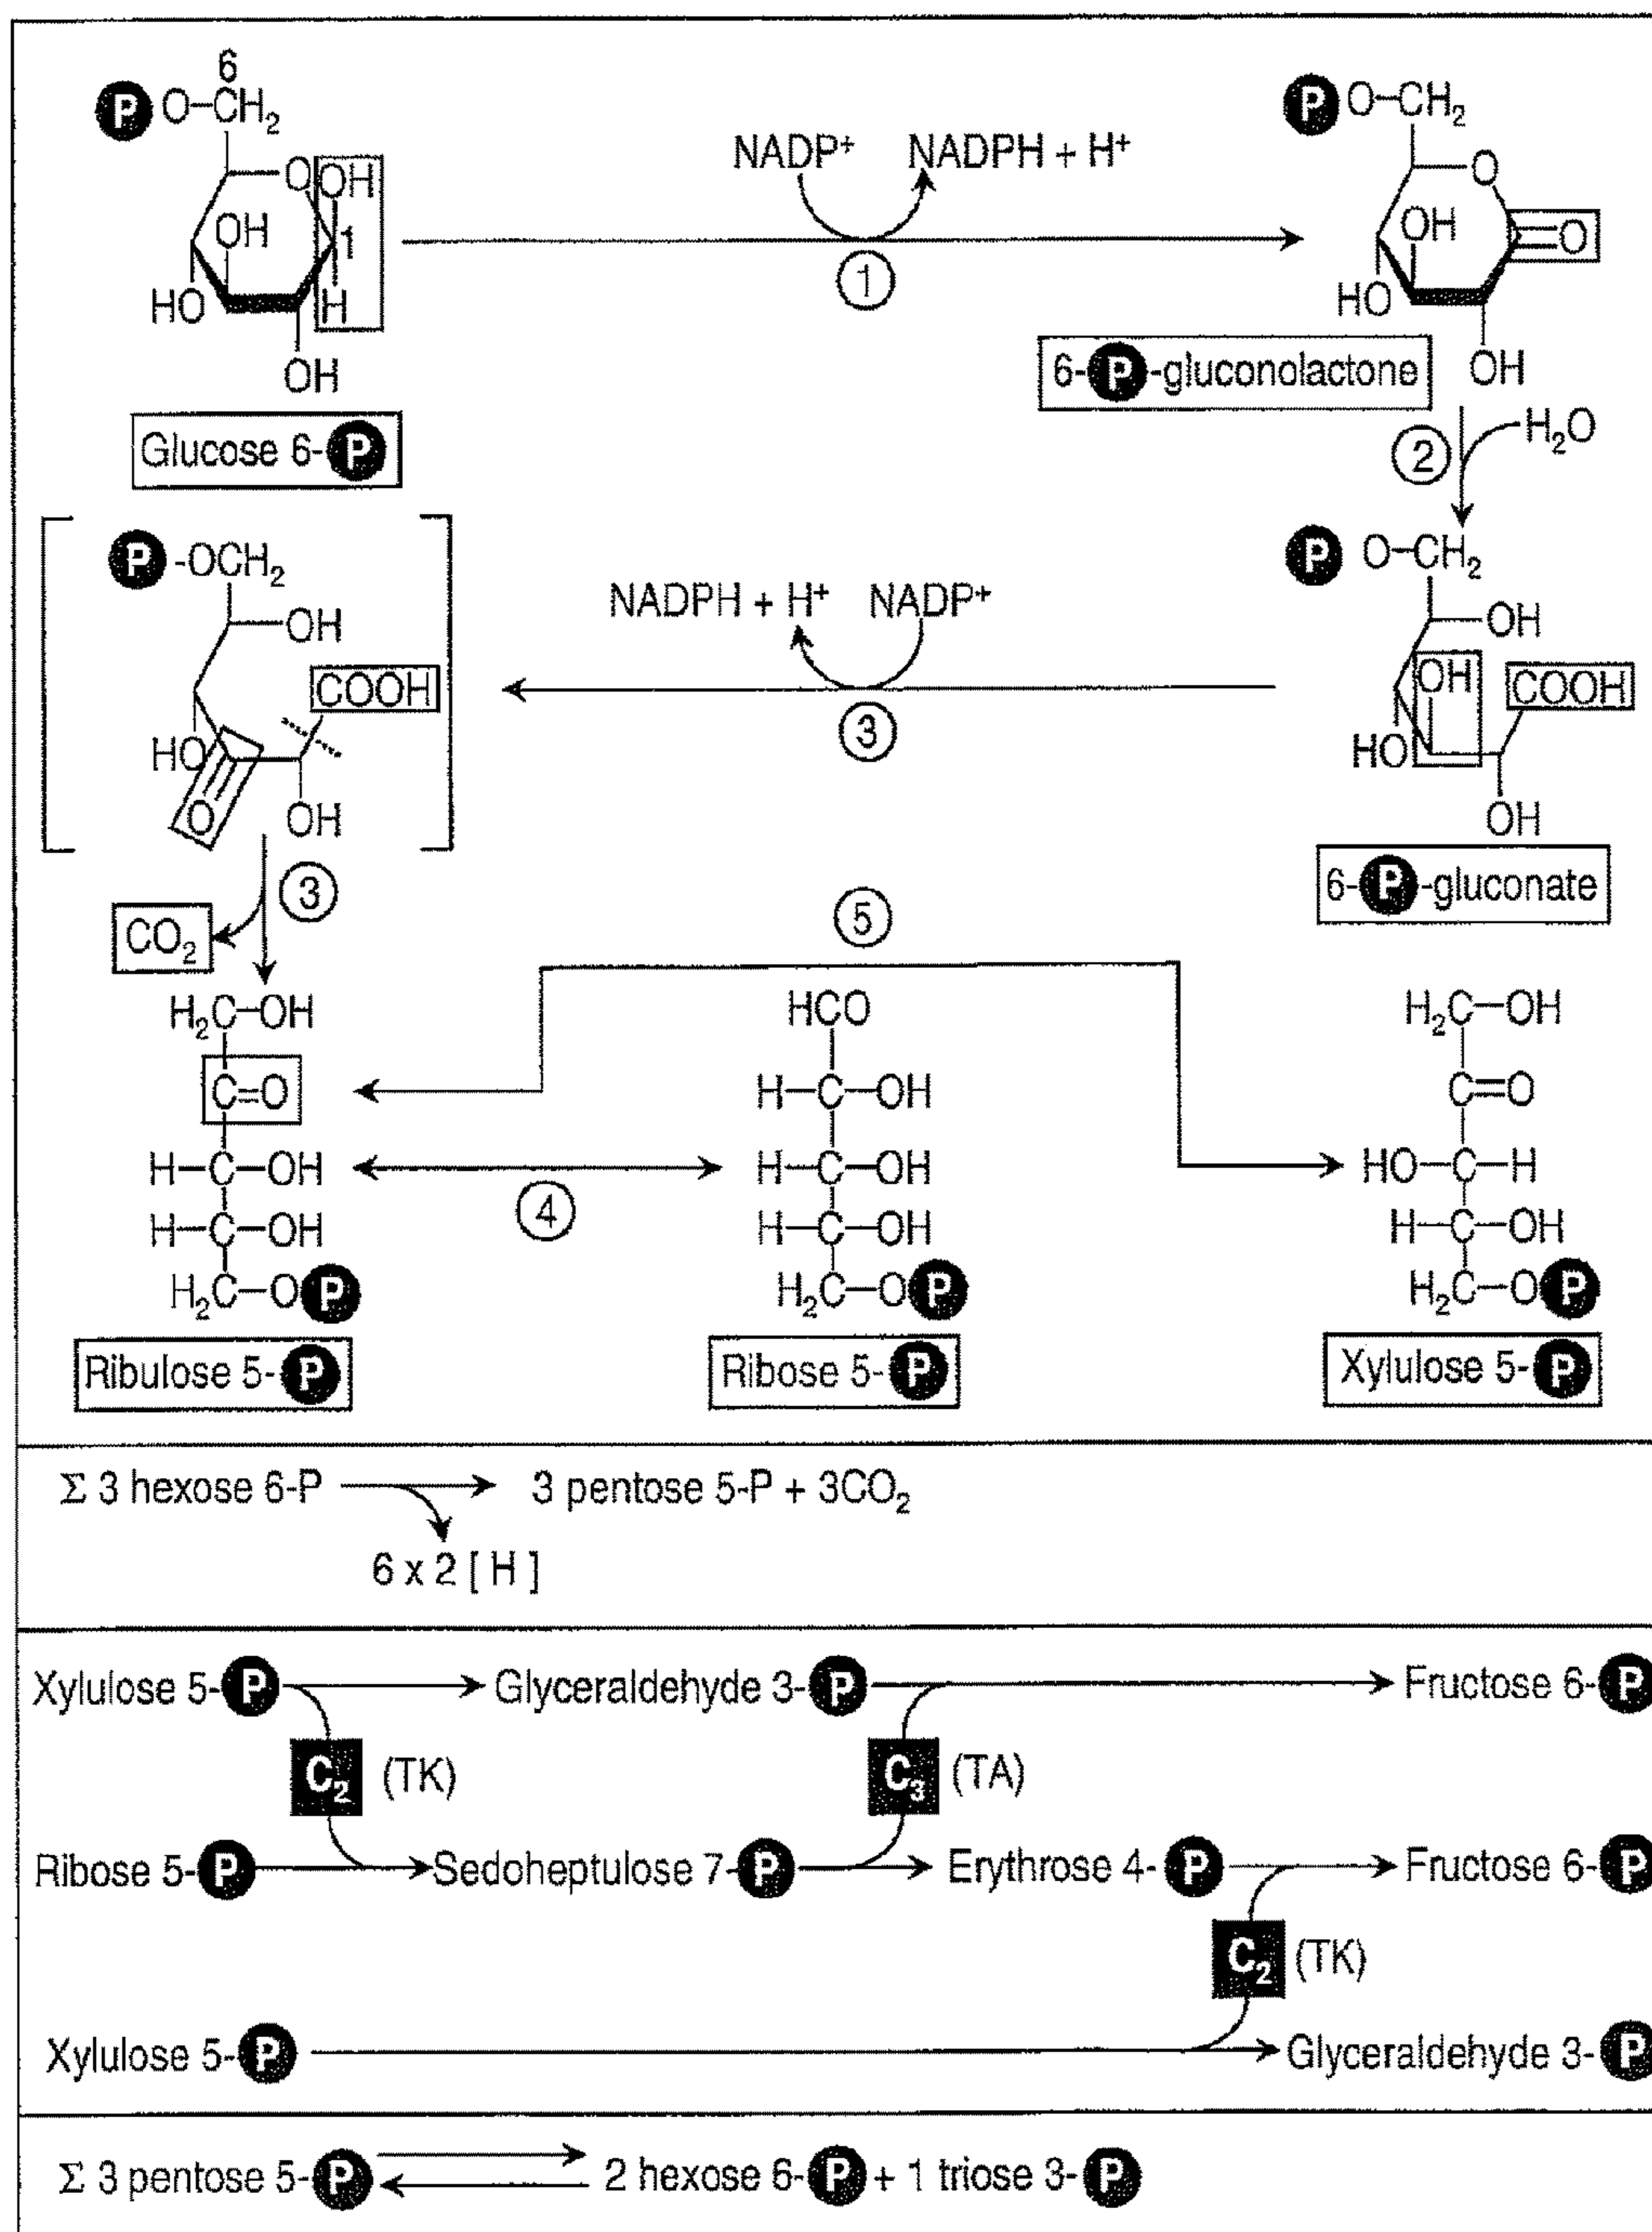 6
P O-CH₂
O OH
OH 1
HO H
OH
Glucose 6-P
NADP⁺ NADPH + H⁺
1
P O-CH₂
O
OH =O
HO
OH
6-P-gluconolactone
2 H₂O
P -OCH₂
OH
COOH
HO
O OH
NADPH + H⁺ NADP⁺
3
P O-CH₂
OH
OH COOH
HO
OH
6-P-gluconate
3
CO₂
5
H₂C-OH
C=O
H-C-OH
H-C-OH
H₂C-OP
Ribulose 5-P
4
HCO
H-C-OH
H-C-OH
H-C-OH
H₂C-OP
Ribose 5-P
H₂C-OH
C=O
HO-C-H
H-C-OH
H₂C-OP
Xylulose 5-P
Σ 3 hexose 6-P → 3 pentose 5-P + 3CO₂
6 x 2 [ H ]
Xylulose 5-P → Glyceraldehyde 3-P → Fructose 6-P
C₂ (TK) C₃ (TA)
Ribose 5-P → Sedoheptulose 7-P → Erythrose 4-P → Fructose 6-P
C₂ (TK)
Xylulose 5-P → Glyceraldehyde 3-P
Σ 3 pentose 5-P ⇌ 2 hexose 6-P + 1 triose 3-P